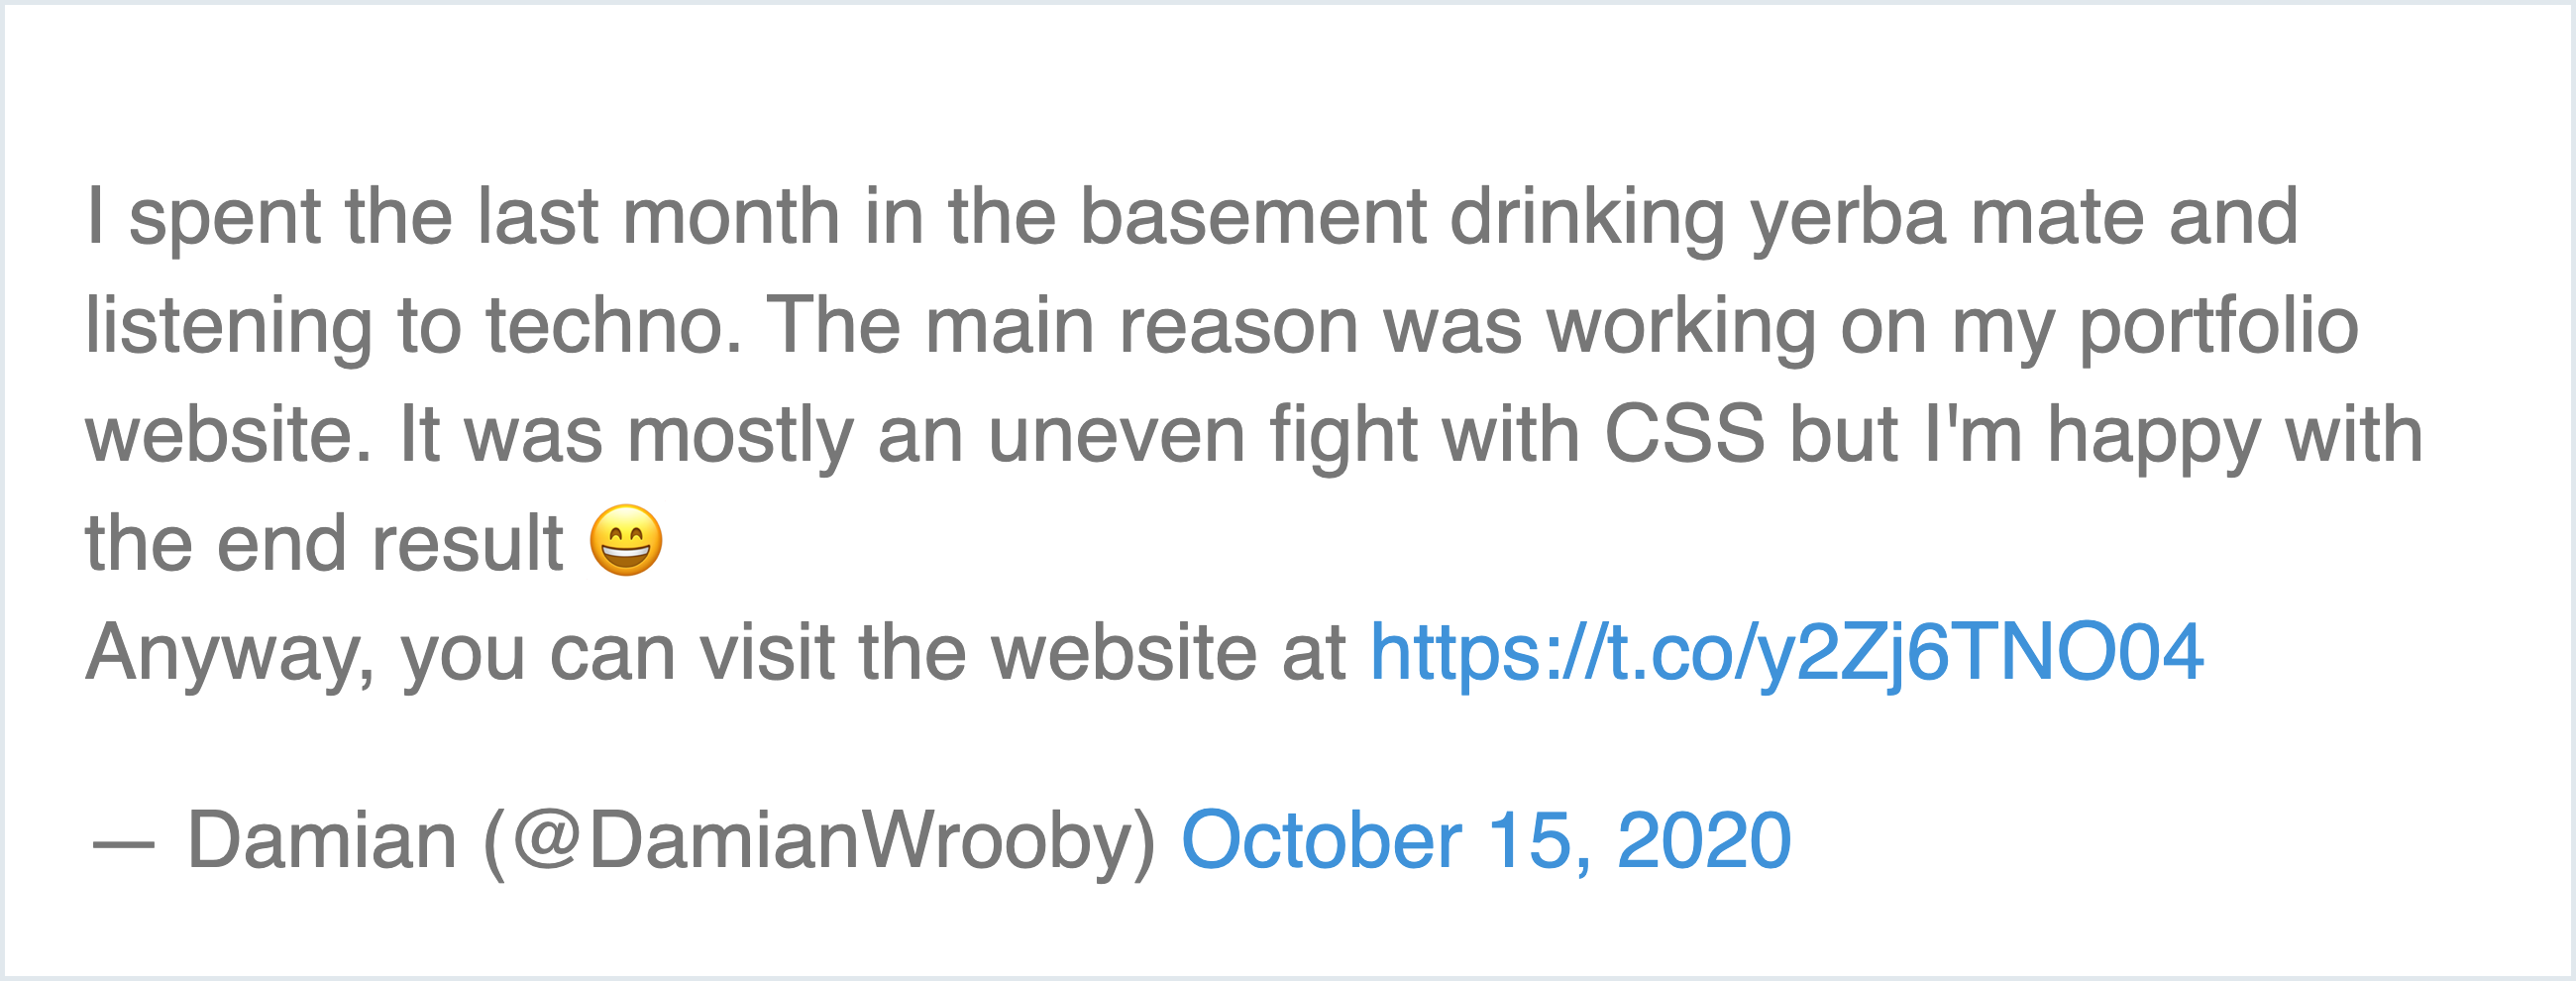 I spent the last month in the basement drinking yerba mate and
listening to techno. The main reason was working on my portfolio
website. It was mostly an uneven fight with CSS but I'm happy with
the end result 😄
Anyway, you can visit the website at https://t.co/y2Zj6TNO04
— Damian (@DamianWrooby) October 15, 2020